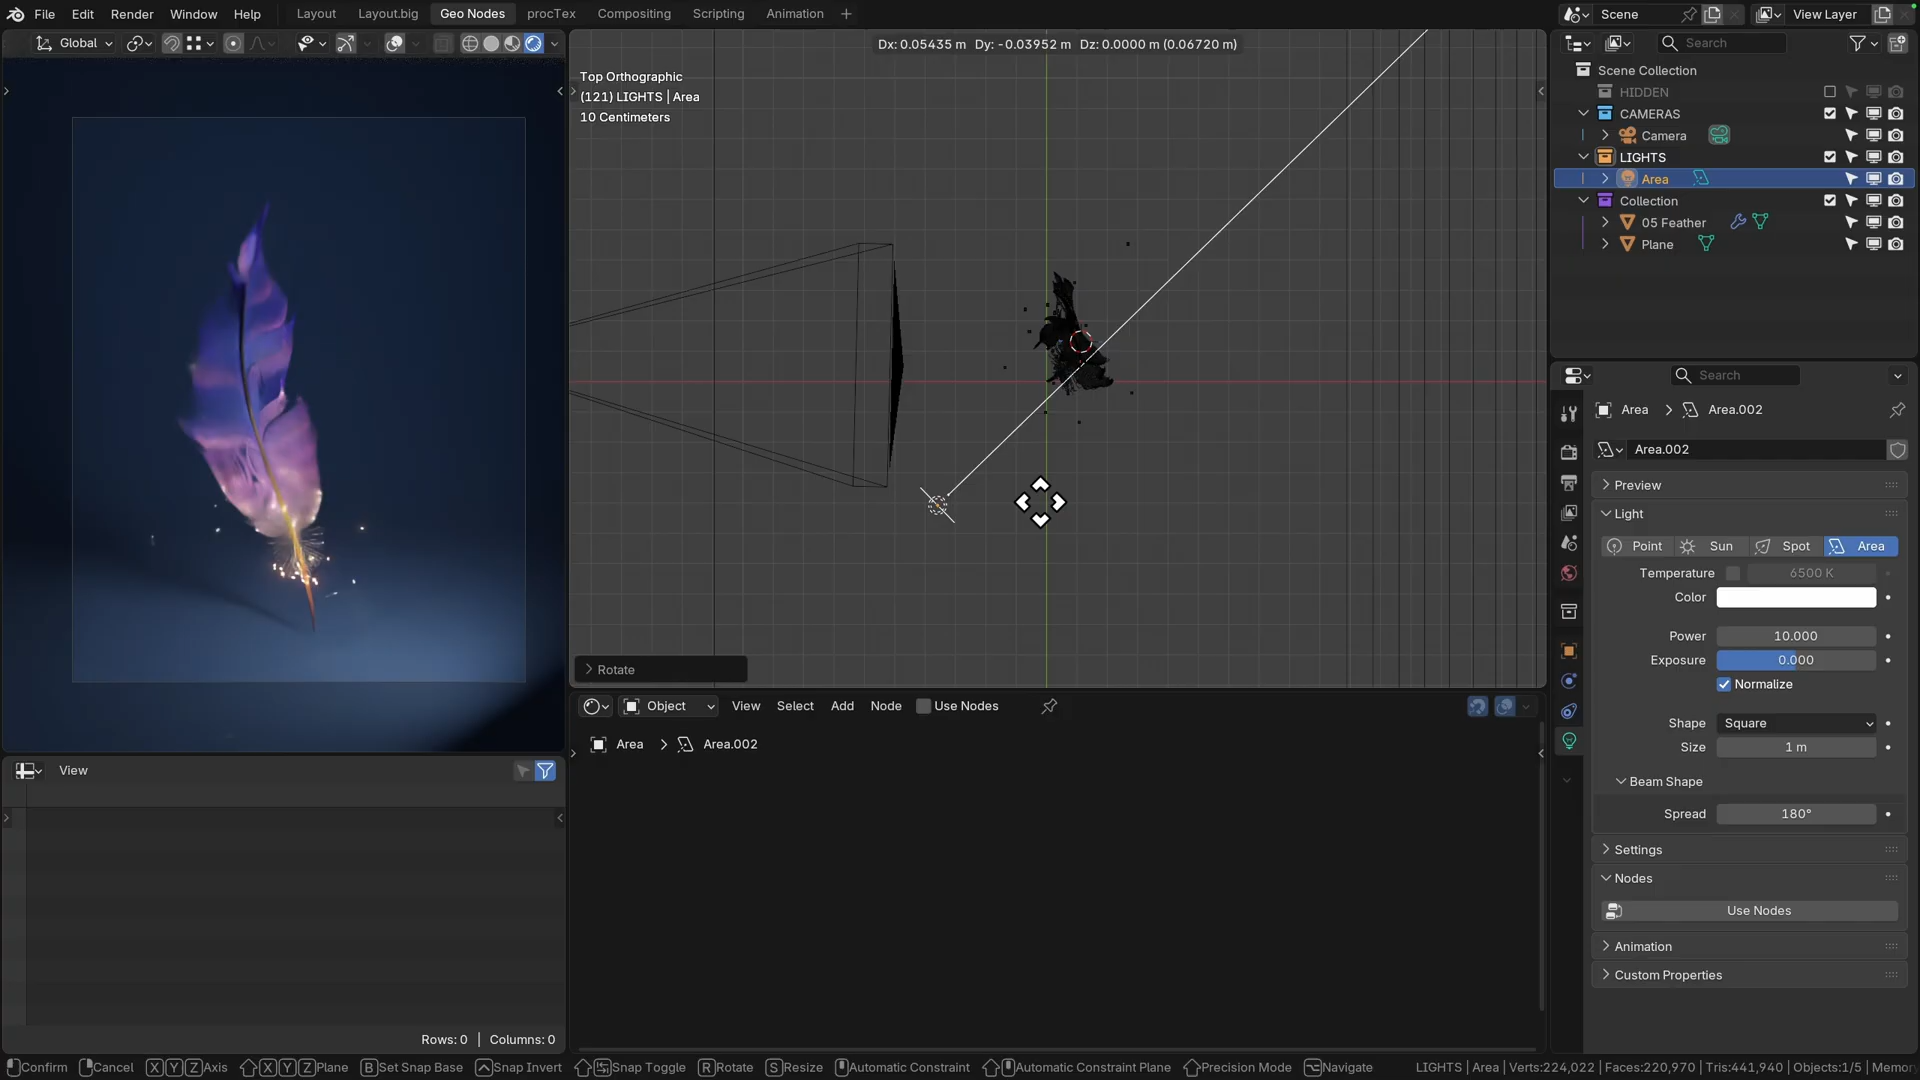 File Edit Render Window Help Layout Layout.big Geo Nodes procTex Compositing Scripting Animation Scene View Layer
Global
Dx: 0.05435 m Dy: -0.03952 m Dz: 0.0000 m (0.06720 m)
Search
Top Orthographic
(121) LIGHTS | Area
10 Centimeters
Scene Collection
HIDDEN
CAMERAS
Camera
LIGHTS
Area
Collection
05 Feather
Plane
Search
Area > Area.002
Area.002
Preview
Light
Point Sun Spot Area
Temperature 6500 K
Color
Power 10.000
Exposure 0.000
Normalize
Shape Square
Size 1 m
Beam Shape
Spread 180°
Settings
Nodes
Use Nodes
Animation
Custom Properties
Rotate
Object View Select Add Node Use Nodes
Area > Area.002
View
Rows: 0 | Columns: 0
Confirm Cancel X Y Z Axis X Y Z Plane B Set Snap Base Snap Invert Snap Toggle R Rotate S Resize Automatic Constraint Automatic Constraint Plane Precision Mode Navigate LIGHTS | Area | Verts:224,022 | Faces:220,970 | Tris:441,940 | Objects:1/5 |